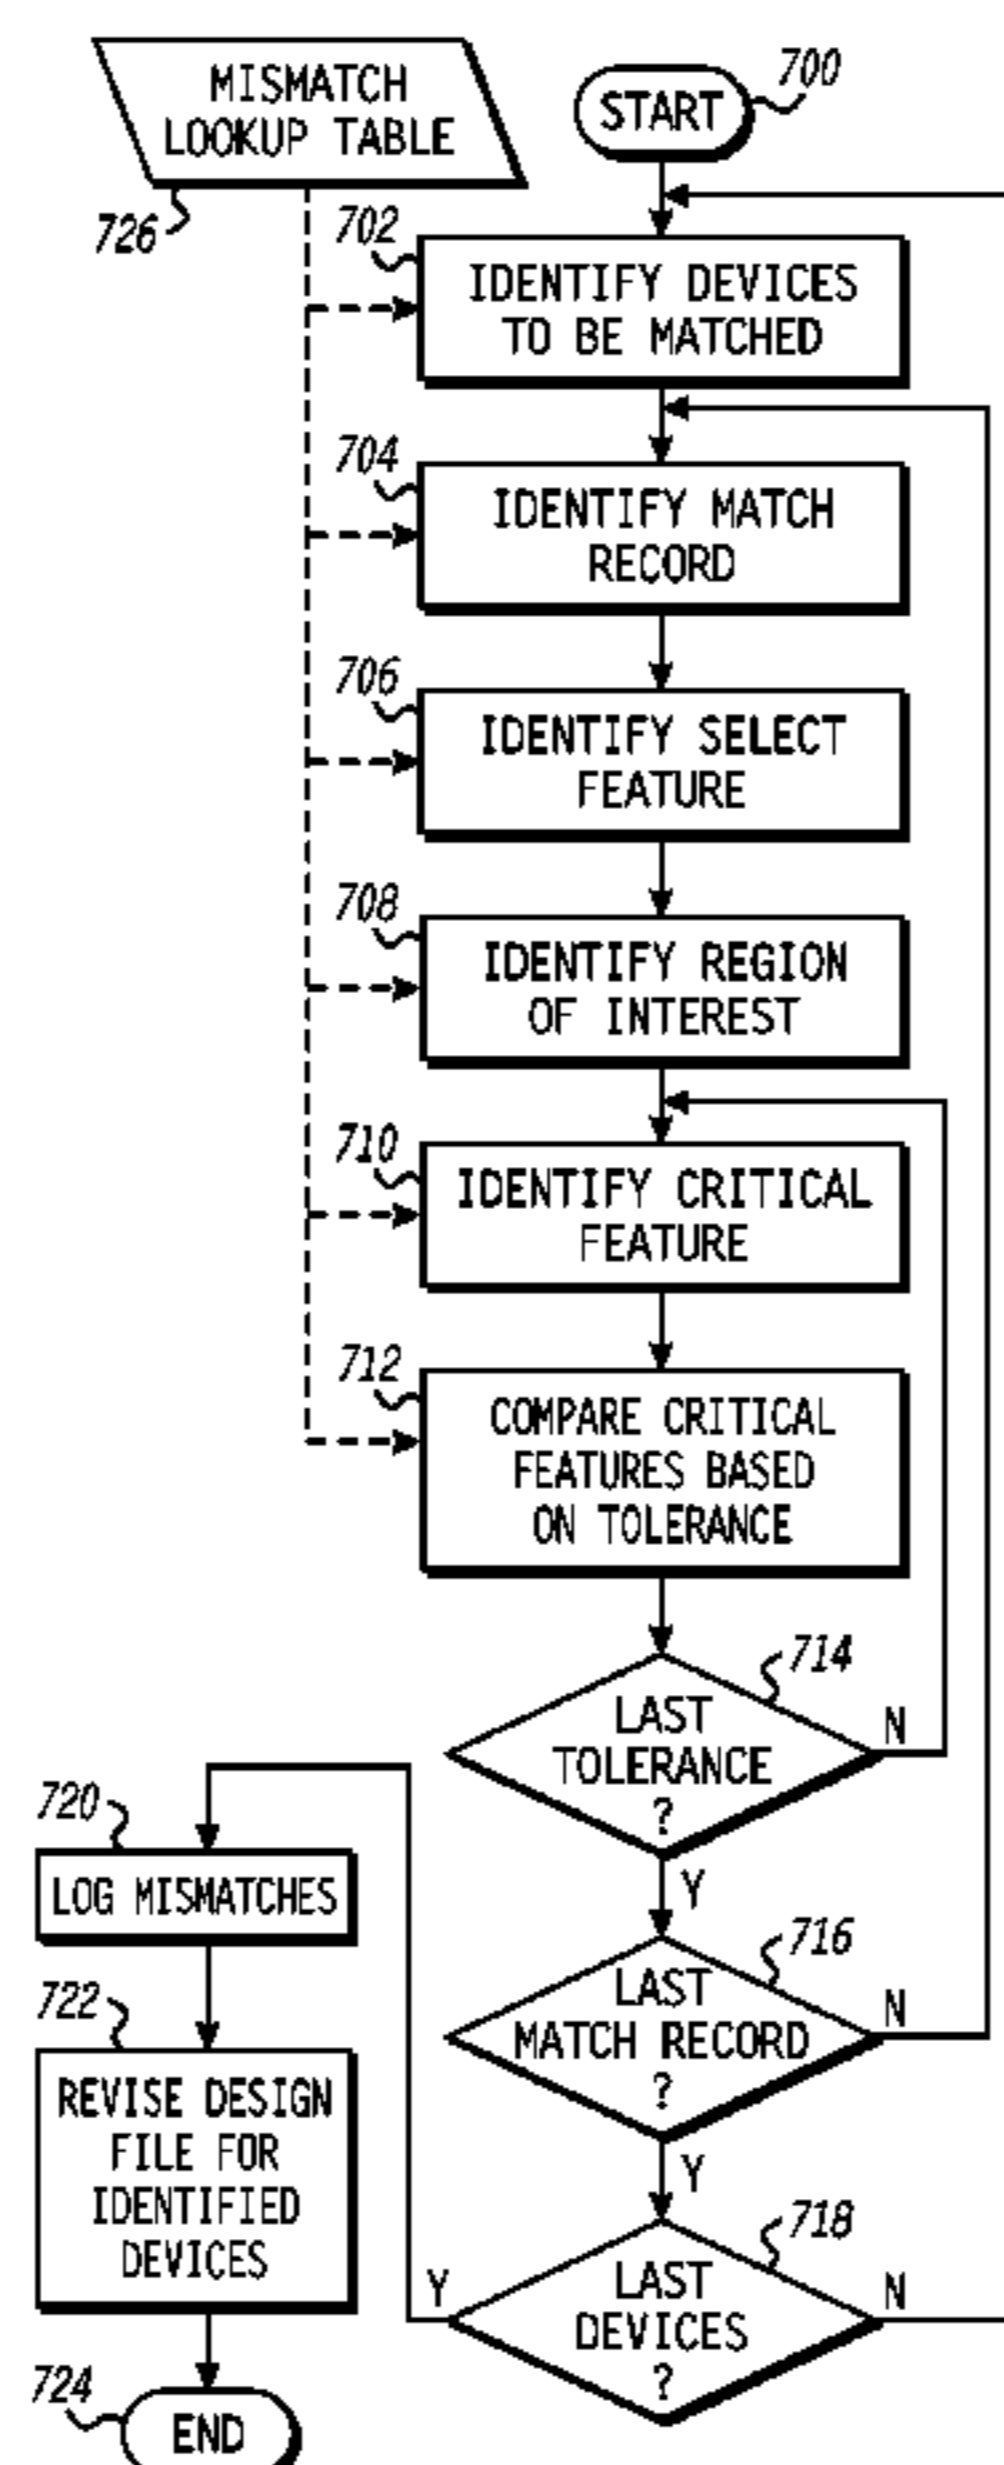 MISMATCH
LOOKUP TABLE
726
START
700
702
IDENTIFY DEVICES
TO BE MATCHED
704
IDENTIFY MATCH
RECORD
706
IDENTIFY SELECT
FEATURE
708
IDENTIFY REGION
OF INTEREST
710
IDENTIFY CRITICAL
FEATURE
712
COMPARE CRITICAL
FEATURES BASED
ON TOLERANCE
714
LAST
TOLERANCE
?
N
Y
716
LAST
MATCH RECORD
?
N
Y
718
LAST
DEVICES
?
N
Y
720
LOG MISMATCHES
722
REVISE DESIGN
FILE FOR
IDENTIFIED
DEVICES
724
END